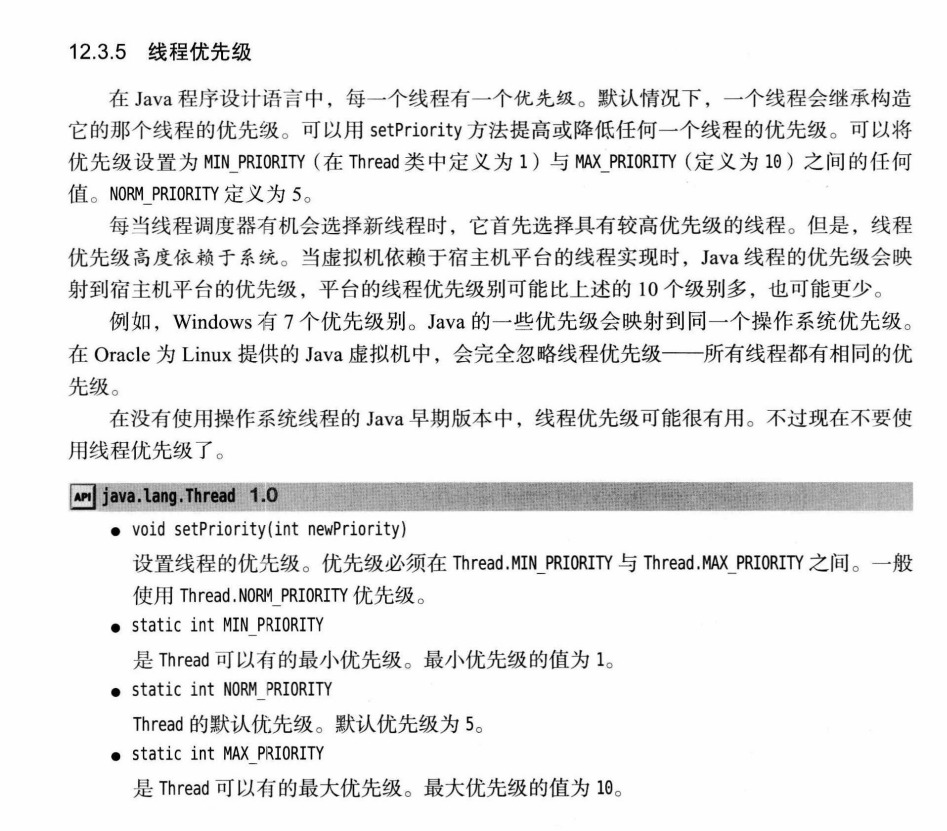 12.3.5 线程优先级
在 Java 程序设计语言中，每一个线程有一个优先级。默认情况下，一个线程会继承构造
它的那个线程的优先级。可以用 setPriority 方法提高或降低任何一个线程的优先级。可以将
优先级设置为 MIN_PRIORITY（在 Thread 类中定义为 1）与 MAX_PRIORITY（定义为 10）之间的任何
值。NORM_PRIORITY 定义为 5。
每当线程调度器有机会选择新线程时，它首先选择具有较高优先级的线程。但是，线程
优先级高度依赖于系统。当虚拟机依赖于宿主机平台的线程实现时，Java 线程的优先级会映
射到宿主机平台的优先级，平台的线程优先级别可能比上述的 10 个级别多，也可能更少。
例如，Windows 有 7 个优先级别。Java 的一些优先级会映射到同一个操作系统优先级。
在 Oracle 为 Linux 提供的 Java 虚拟机中，会完全忽略线程优先级——所有线程都有相同的优
先级。
在没有使用操作系统线程的 Java 早期版本中，线程优先级可能很有用。不过现在不要使
用线程优先级了。
API java.lang.Thread 1.0
● void setPriority(int newPriority)
设置线程的优先级。优先级必须在 Thread.MIN_PRIORITY 与 Thread.MAX_PRIORITY 之间。一般
使用 Thread.NORM_PRIORITY 优先级。
● static int MIN_PRIORITY
是 Thread 可以有的最小优先级。最小优先级的值为 1。
● static int NORM_PRIORITY
Thread 的默认优先级。默认优先级为 5。
● static int MAX_PRIORITY
是 Thread 可以有的最大优先级。最大优先级的值为 10。